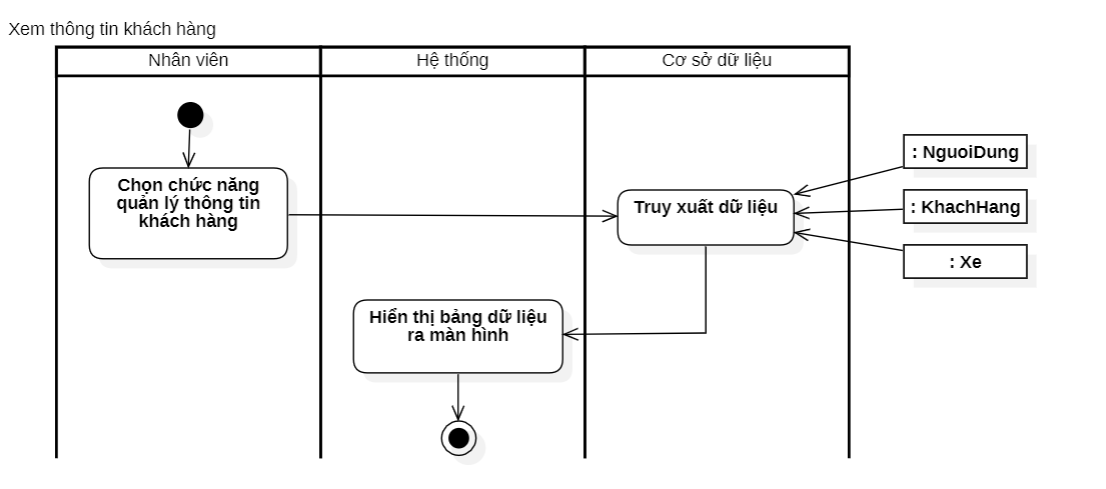 Xem thông tin khách hàng
Nhân viên
Hệ thống
Cơ sở dữ liệu
Chọn chức năng
quản lý thông tin
khách hàng
Truy xuất dữ liệu
: NguoiDung
: KhachHang
: Xe
Hiển thị bảng dữ liệu
ra màn hình